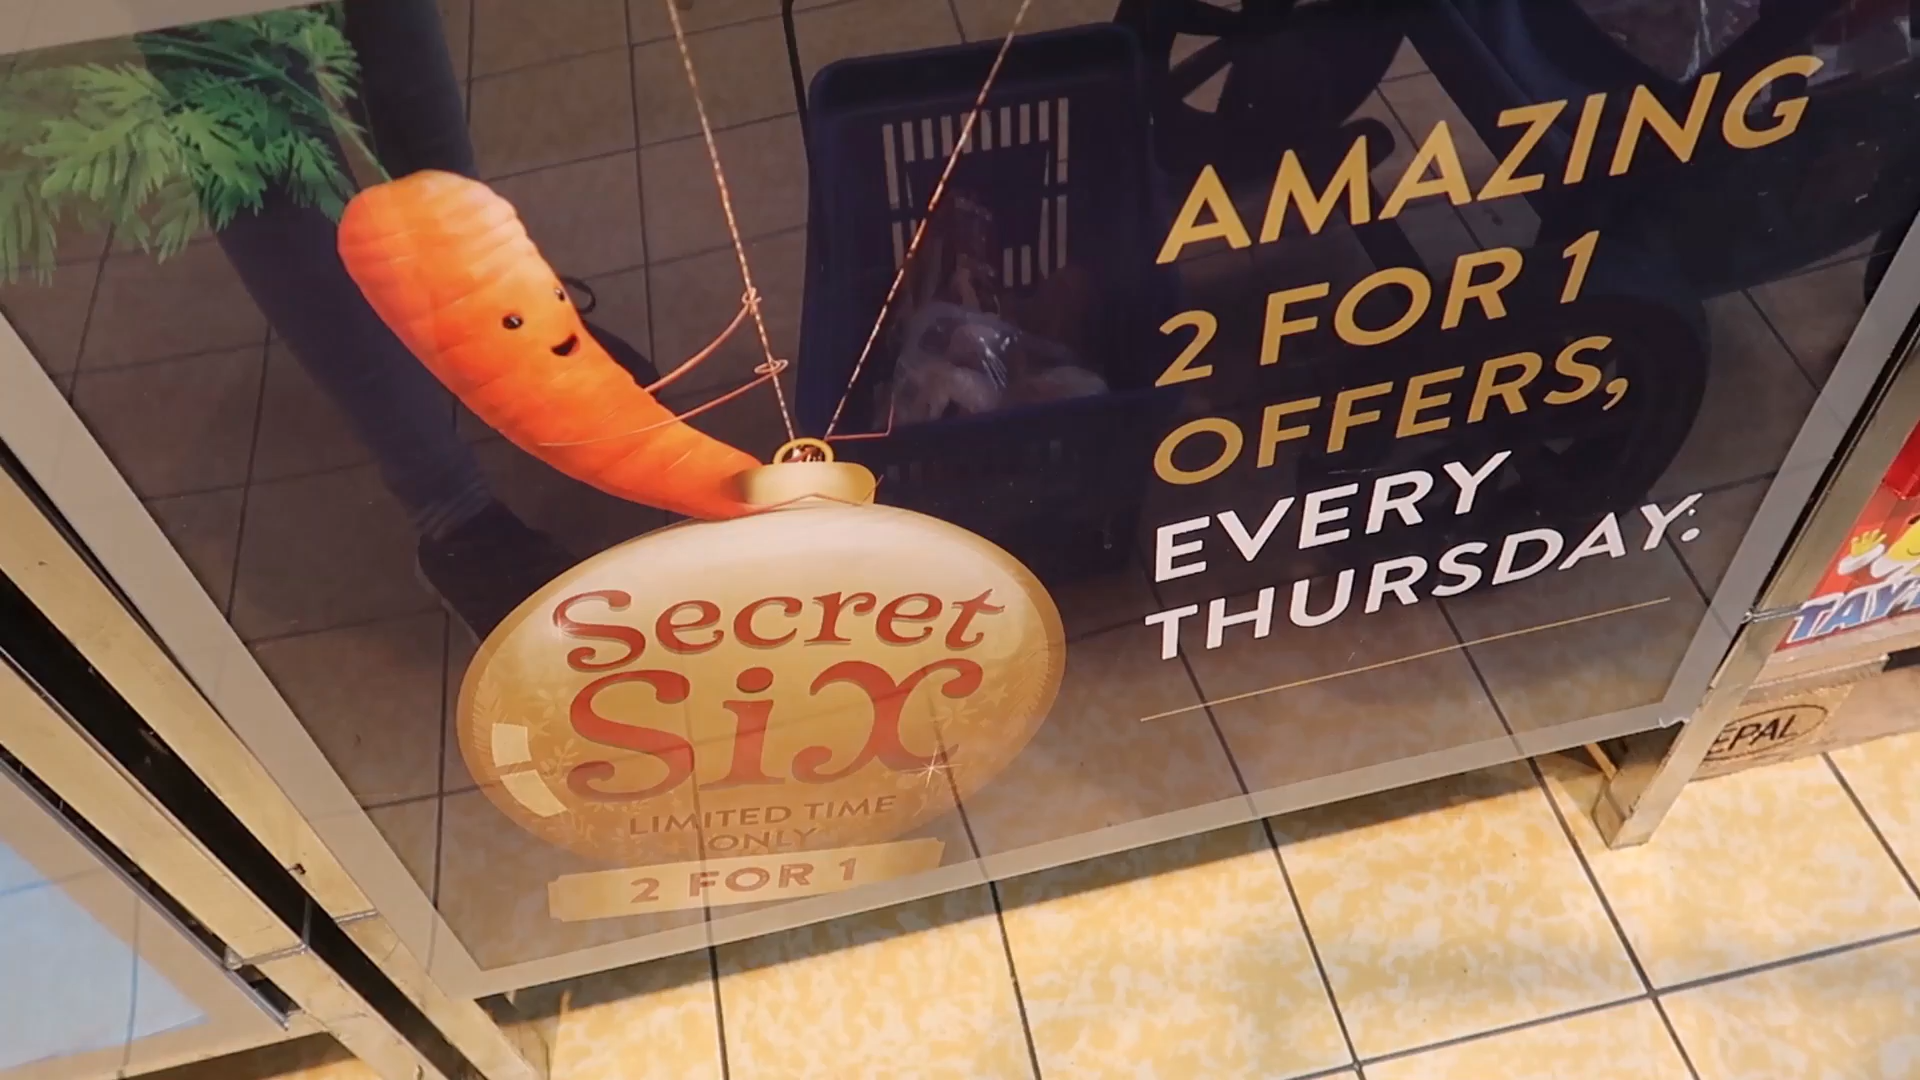 AMAZING
2 FOR 1
OFFERS,
EVERY
THURSDAY.
Secret
Six
LIMITED TIME
ONLY
2 FOR 1
EPAL